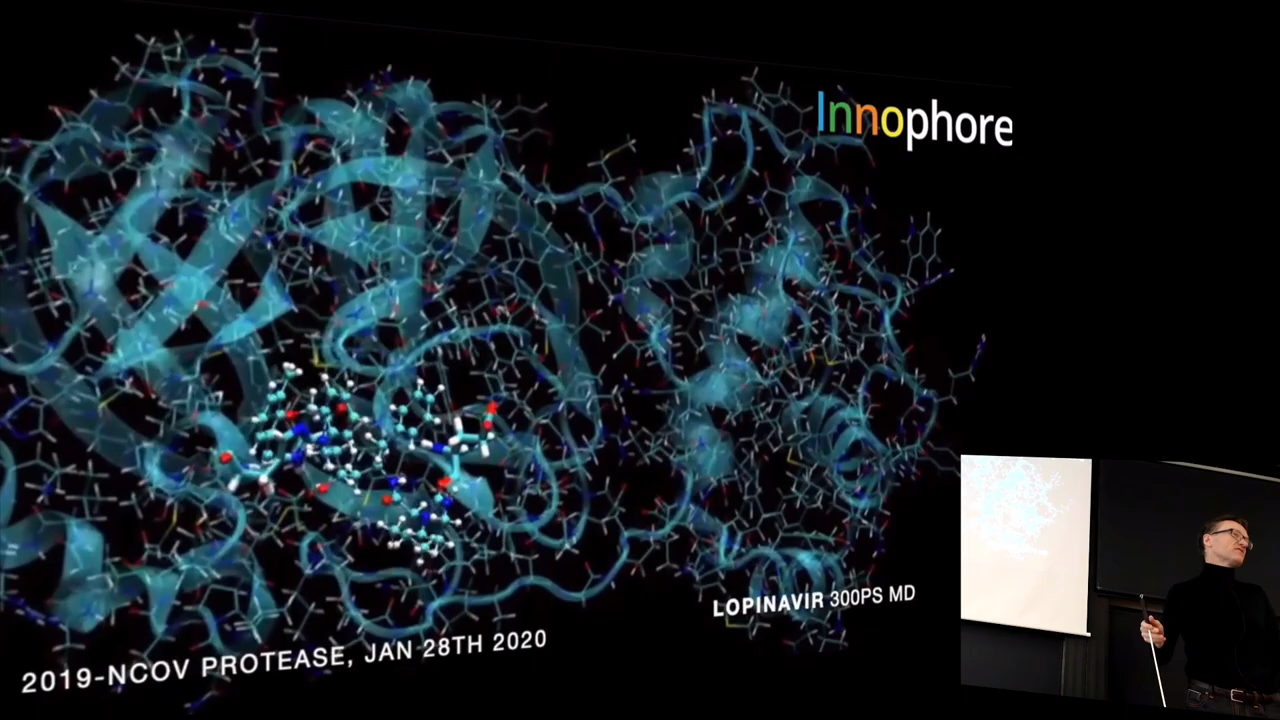 Innophore
LOPINAVIR 300PS MD
2019-NCOV PROTEASE, JAN 28TH 2020